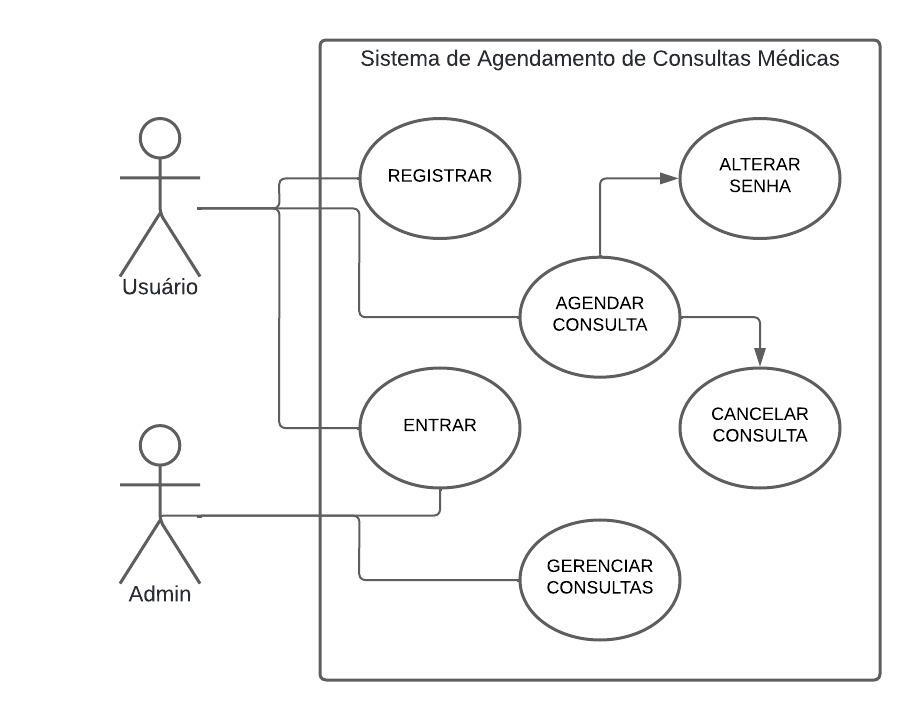 Sistema de Agendamento de Consultas Médicas
REGISTRAR
ALTERAR
SENHA
Usuário
AGENDAR
CONSULTA
ENTRAR
CANCELAR
CONSULTA
GERENCIAR
CONSULTAS
Admin